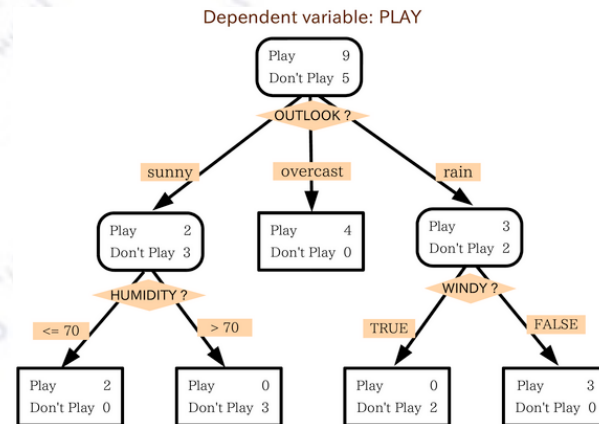 Dependent variable: PLAY
Play 9
Don't Play 5
OUTLOOK ?
sunny
overcast
rain
Play 2
Don't Play 3
Play 4
Don't Play 0
Play 3
Don't Play 2
HUMIDITY ?
WINDY ?
<= 70
> 70
TRUE
FALSE
Play 2
Don't Play 0
Play 0
Don't Play 3
Play 0
Don't Play 2
Play 3
Don't Play 0